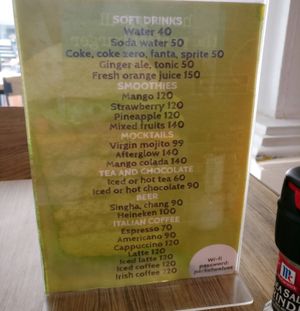 SOFT DRINKS
Water 40
Soda water 50
Coke, coke zero, fanta, sprite 50
Ginger ale, tonic 50
Fresh orange juice 150
SMOOTHIES
Mango 120
Strawberry 120
Pineapple 120
Mixed fruits 140
MOCKTAILS
Virgin mojito 99
Afterglow 140
Mango colada 140
TEA AND CHOCOLATE
Iced or hot tea 60
Iced or hot chocolate 90
BEER
Singha, chang 90
Heineken 100
ITALIAN COFFEE
Espresso 70
Americano 90
Cappuccino 120
Latte 120
Iced latte 120
Iced coffee 120
Irish coffee 220
Wi-fi
password: